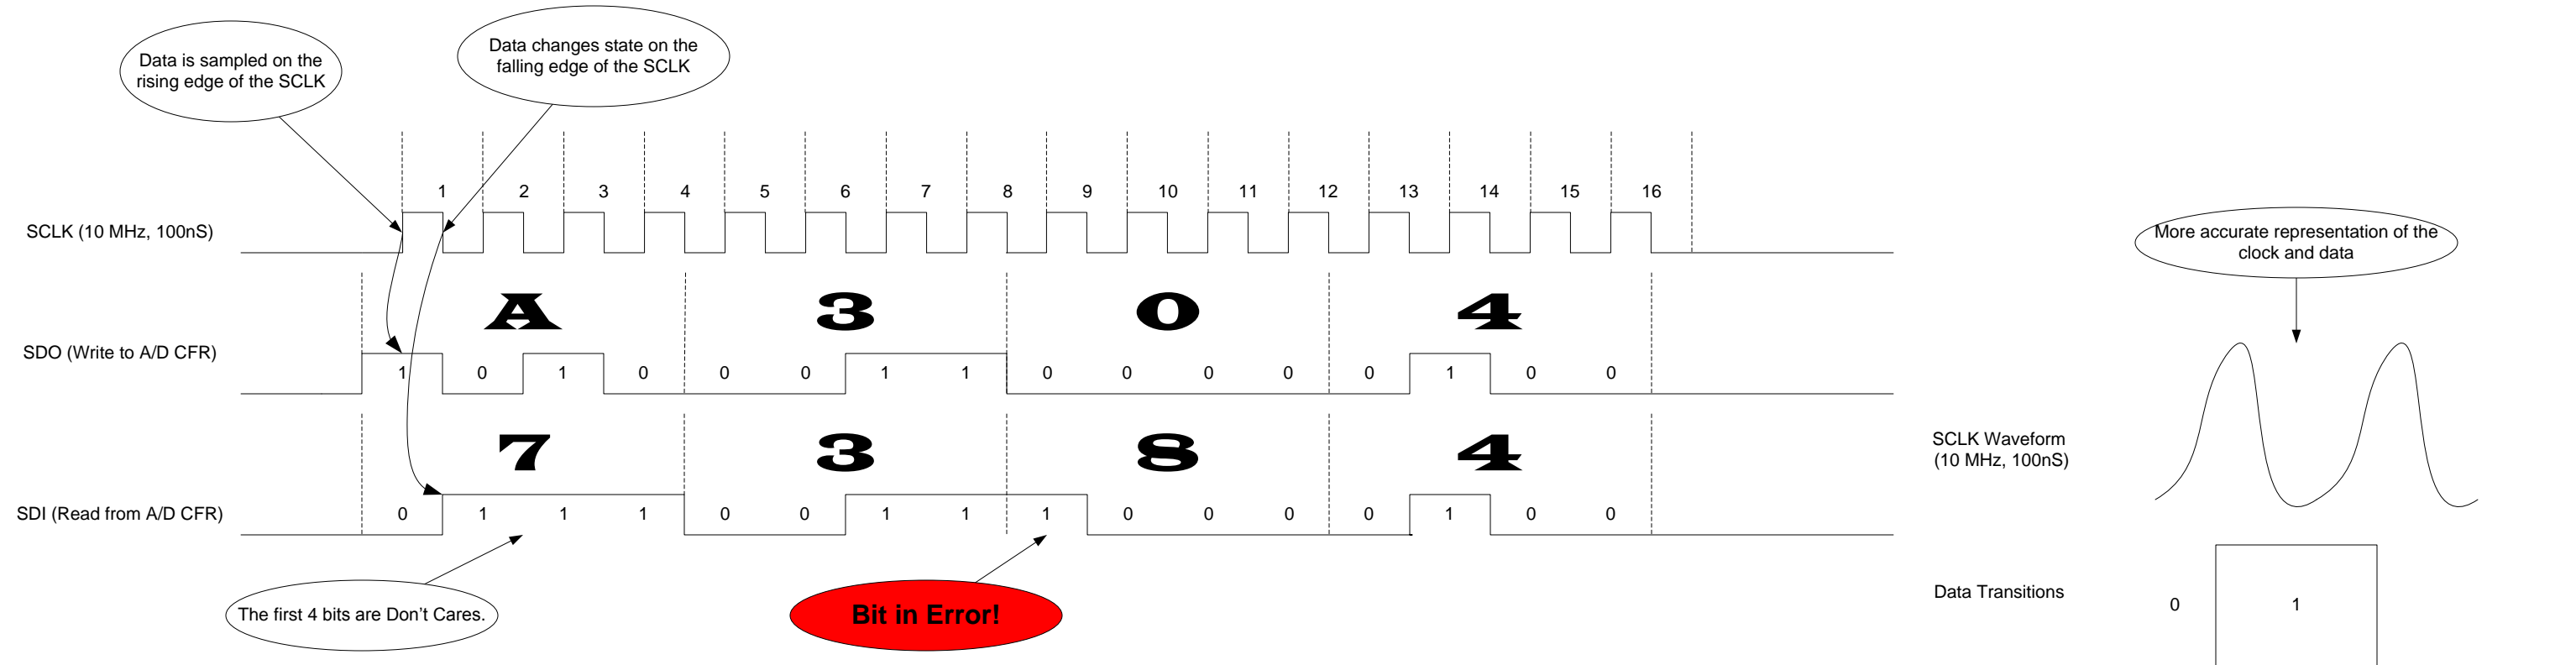 Data is sampled on the
rising edge of the SCLK
Data changes state on the
falling edge of the SCLK
1 2 3 4 5 6 7 8 9 10 11 12 13 14 15 16
SCLK (10 MHz, 100nS)
More accurate representation of the
clock and data
A 3 0 4
SDO (Write to A/D CFR)
1 0 1 0 0 0 1 1 0 0 0 0 0 1 0 0
7 3 8 4
SCLK Waveform
(10 MHz, 100nS)
SDI (Read from A/D CFR)
0 1 1 1 0 0 1 1 1 0 0 0 0 1 0 0
The first 4 bits are Don't Cares.
Bit in Error!
Data Transitions
0 1